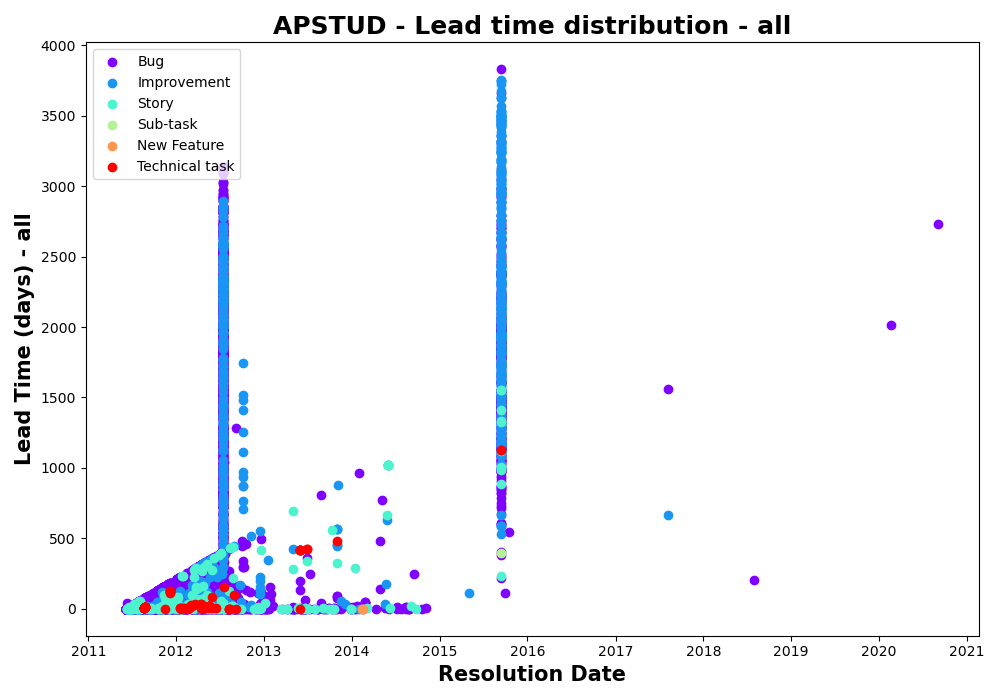 APSTUD - Lead time distribution - all
Lead Time (days) - all
4000
3500
3000
2500
2000
1500
1000
500
0
Bug
Improvement
Story
Sub-task
New Feature
Technical task
2011
2012
2013
2014
2015
2016
2017
2018
2019
2020
2021
Resolution Date